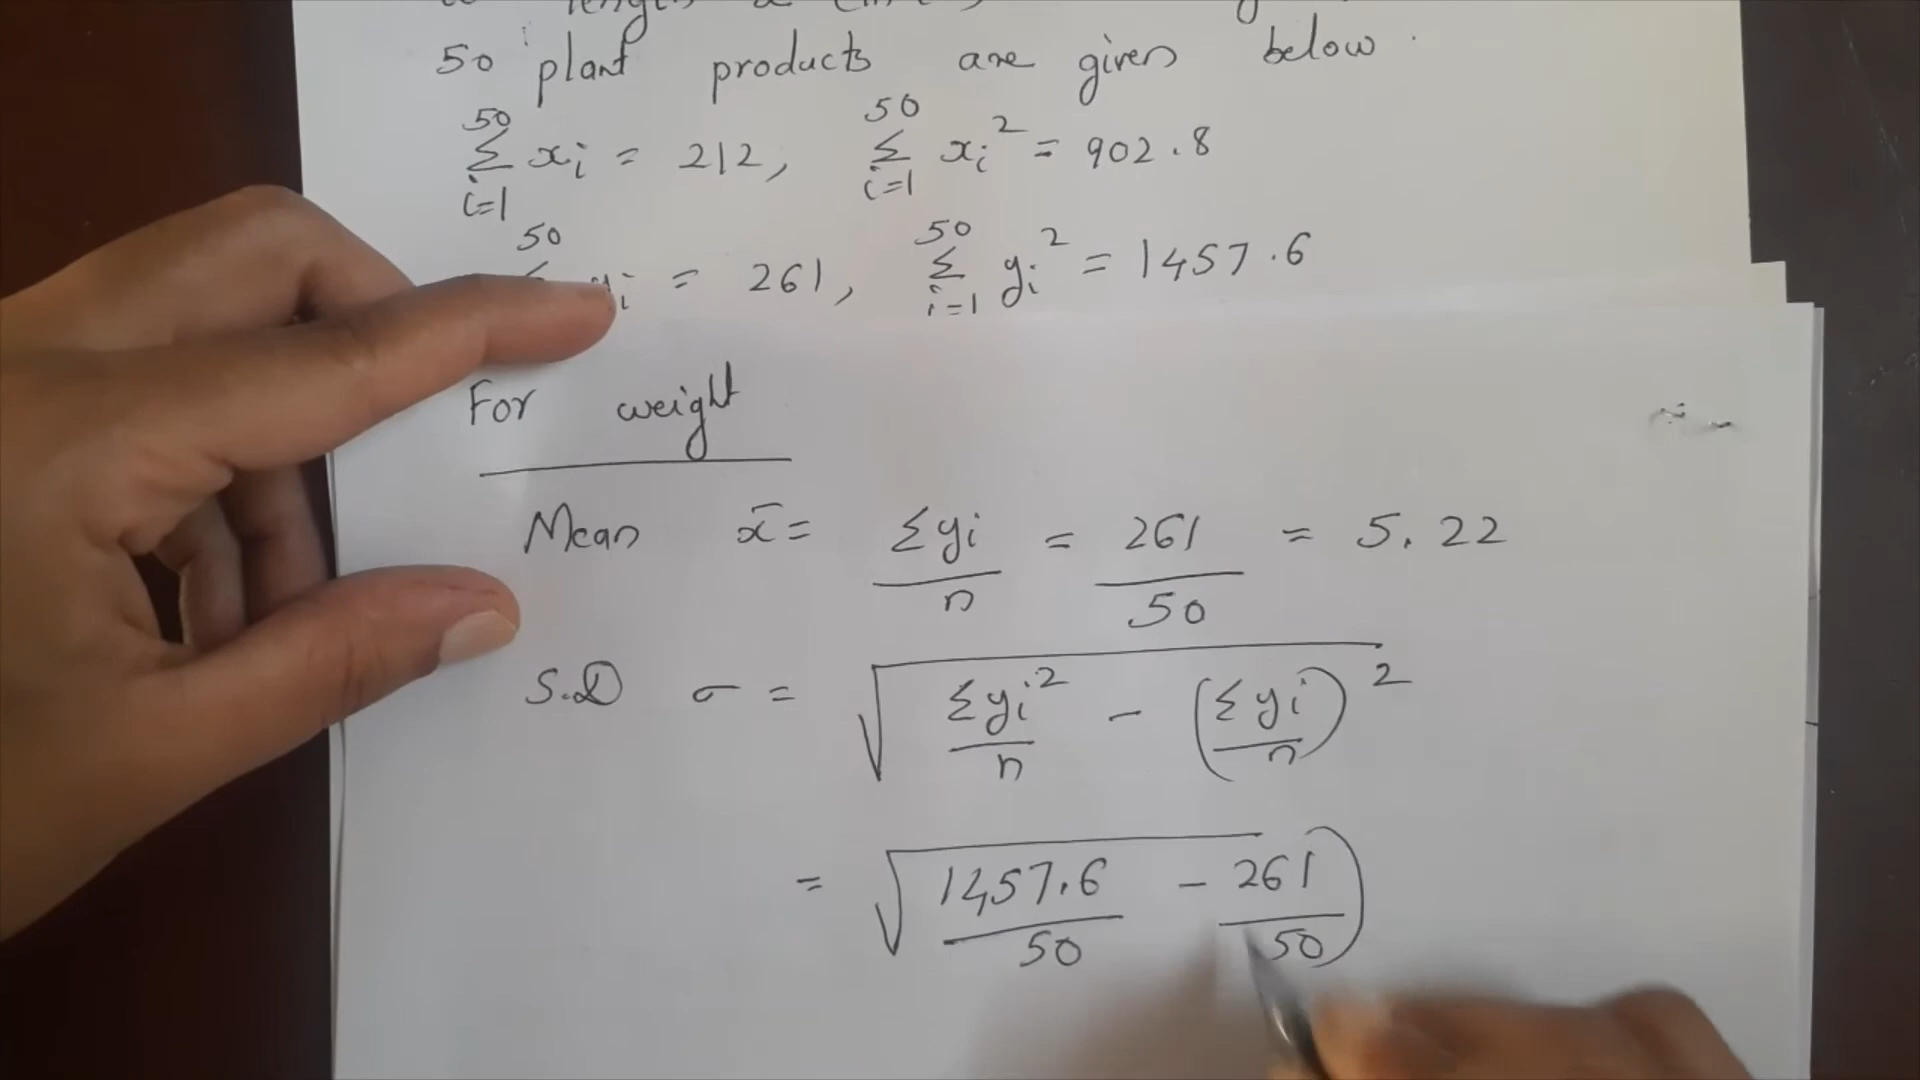 length x (in
50 plant products are given below.
50 50
Σ xi = 212, Σ xi² = 902.8
i=1 i=1
50 50
yi = 261, Σ yi² = 1457.6
i=1
For weight
Mean x̄ = Σyi/n = 261/50 = 5.22
S.D σ = √(Σyi²/n - (Σyi/n)²)
= √1457.6/50 - 261/50)